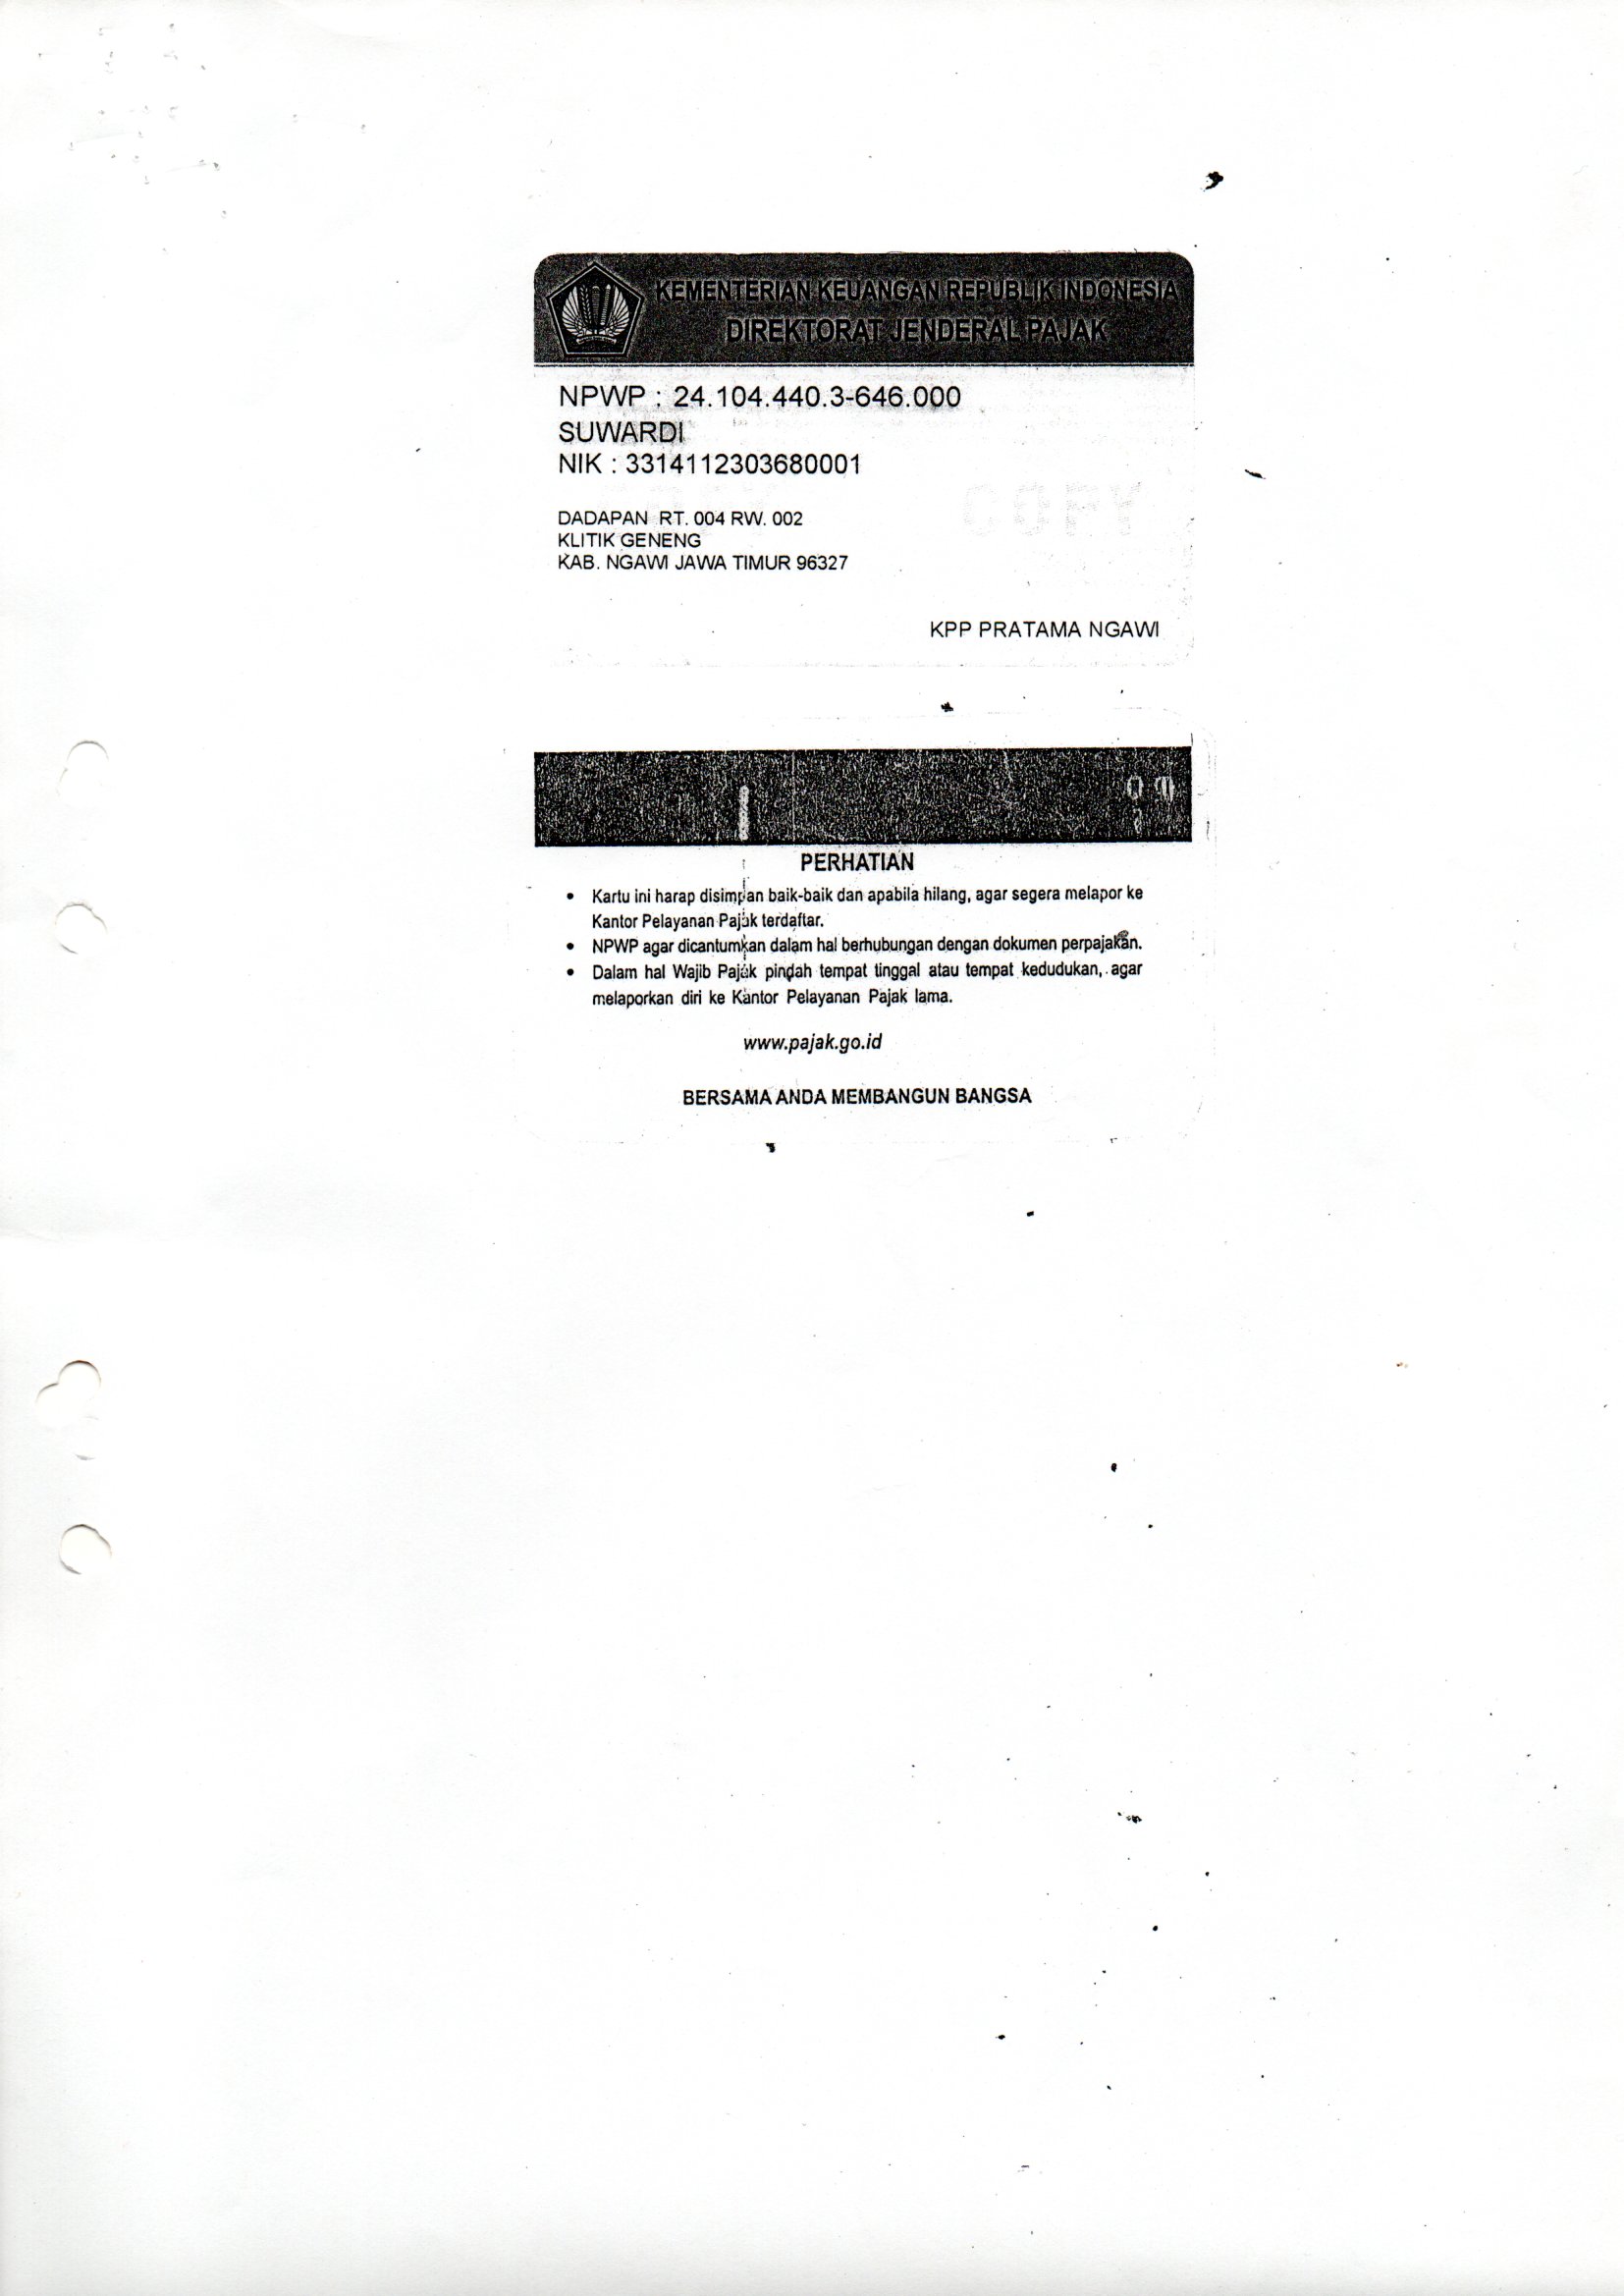 KEMENTERIAN KEUANGAN REPUBLIK INDONESIA
DIREKTORAT JENDERAL PAJAK
NPWP : 24.104.440.3-646.000
SUWARDI
NIK : 3314112303680001
COPY
DADAPAN RT. 004 RW. 002
KLITIK GENENG
KAB. NGAWI JAWA TIMUR 96327
KPP PRATAMA NGAWI
PERHATIAN
• Kartu ini harap disimpan baik-baik dan apabila hilang, agar segera melapor ke
Kantor Pelayanan Pajak terdaftar.
• NPWP agar dicantumkan dalam hal berhubungan dengan dokumen perpajakan.
• Dalam hal Wajib Pajak pindah tempat tinggal atau tempat kedudukan, agar
melaporkan diri ke Kantor Pelayanan Pajak lama.
www.pajak.go.id
BERSAMA ANDA MEMBANGUN BANGSA